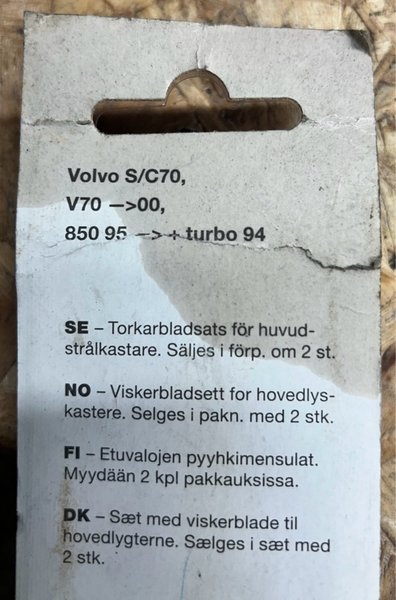 Volvo S/C70,
V70 —>00,
850 95 —> + turbo 94
SE – Torkarbladsats för huvud-
strålkastare. Säljes i förp. om 2 st.
NO – Viskerbladsett for hovedlys-
kastere. Selges i pakn. med 2 stk.
FI – Etuvalojen pyyhkimensulat.
Myydään 2 kpl pakkauksissa.
DK – Sæt med viskerblade til
hovedlygterne. Sælges i sæt med
2 stk.